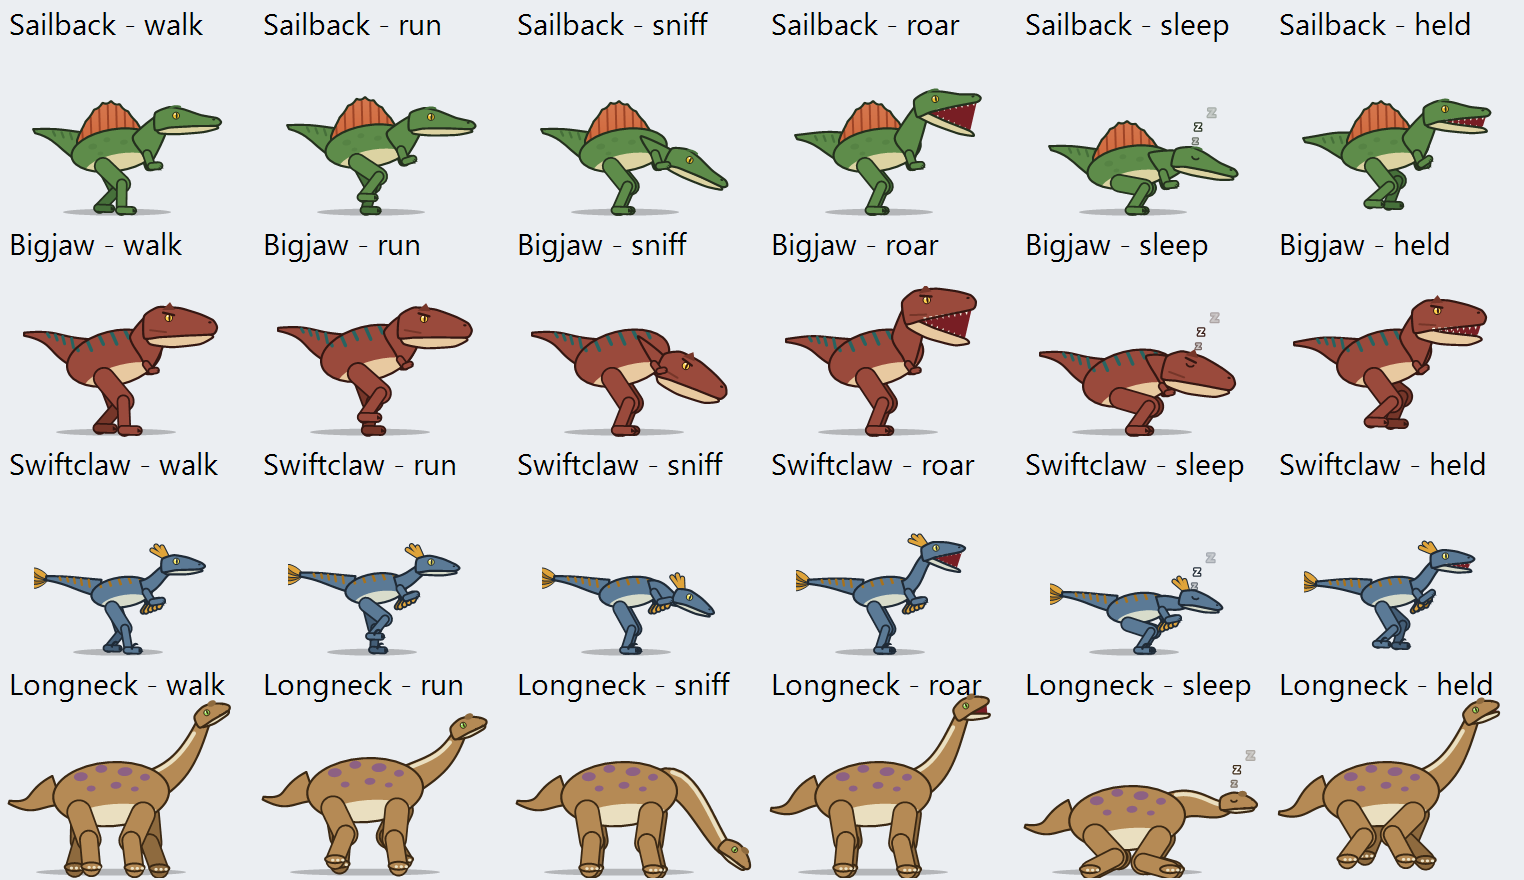 Sailback - walk Sailback - run Sailback - sniff Sailback - roar Sailback - sleep Sailback - held
z
z
z
Bigjaw - walk Bigjaw - run Bigjaw - sniff Bigjaw - roar Bigjaw - sleep Bigjaw - held
z
z
z
Swiftclaw - walk Swiftclaw - run Swiftclaw - sniff Swiftclaw - roar Swiftclaw - sleep Swiftclaw - held
z
z
z
Longneck - walk Longneck - run Longneck - sniff Longneck - roar Longneck - sleep Longneck - held
z
z
z